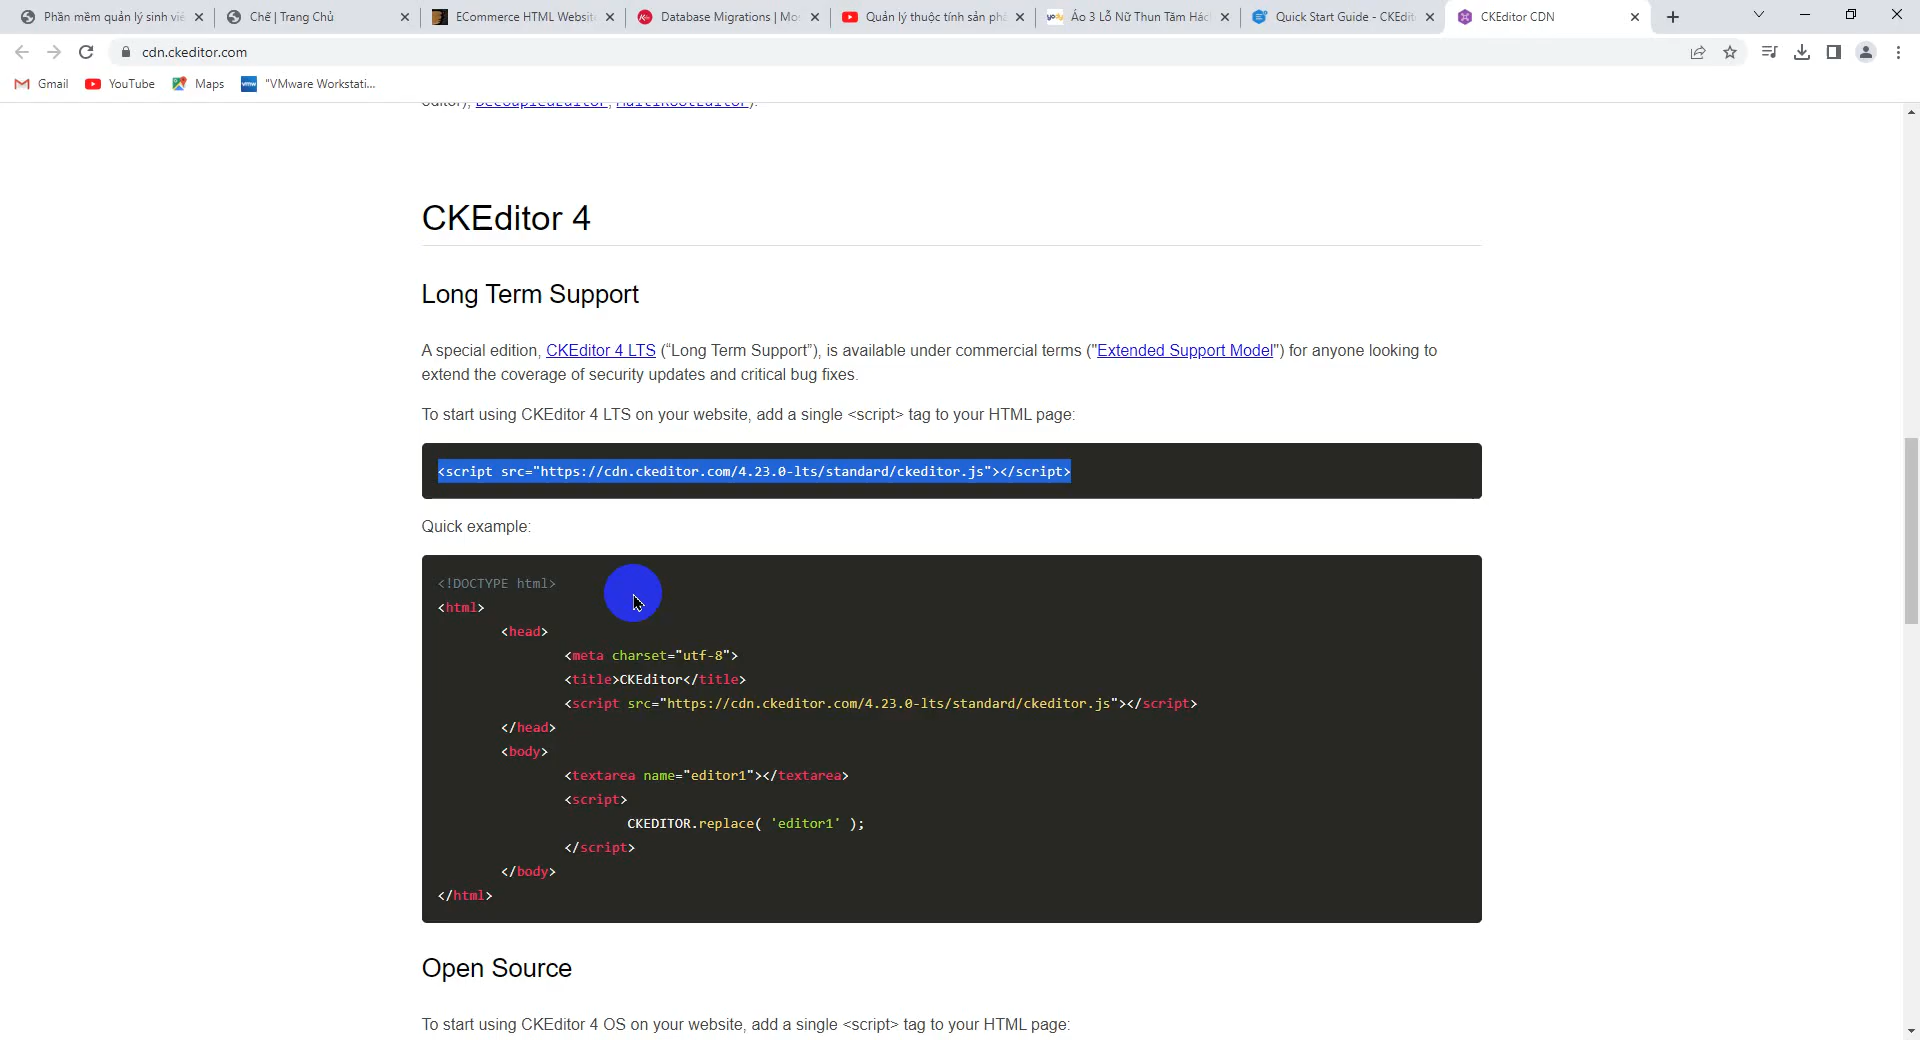 Phần mềm quản lý sinh viê
Chế | Trang Chủ
ECommerce HTML Website
Database Migrations | Mo
Quản lý thuộc tính sản ph
Áo 3 Lỗ Nữ Thun Tăm Hác
Quick Start Guide - CKEdit
CKEditor CDN
cdn.ckeditor.com
Gmail
YouTube
Maps
"VMware Workstati...
editor), DecoupledEditor, MultiRootEditor).
CKEditor 4
Long Term Support
A special edition, CKEditor 4 LTS (“Long Term Support”), is available under commercial terms ("Extended Support Model") for anyone looking to
extend the coverage of security updates and critical bug fixes.
To start using CKEditor 4 LTS on your website, add a single <script> tag to your HTML page:
<script src="https://cdn.ckeditor.com/4.23.0-lts/standard/ckeditor.js"></script>
Quick example:
<!DOCTYPE html>
<html>
<head>
<meta charset="utf-8">
<title>CKEditor</title>
<script src="https://cdn.ckeditor.com/4.23.0-lts/standard/ckeditor.js"></script>
</head>
<body>
<textarea name="editor1"></textarea>
<script>
CKEDITOR.replace( 'editor1' );
</script>
</body>
</html>
Open Source
To start using CKEditor 4 OS on your website, add a single <script> tag to your HTML page: